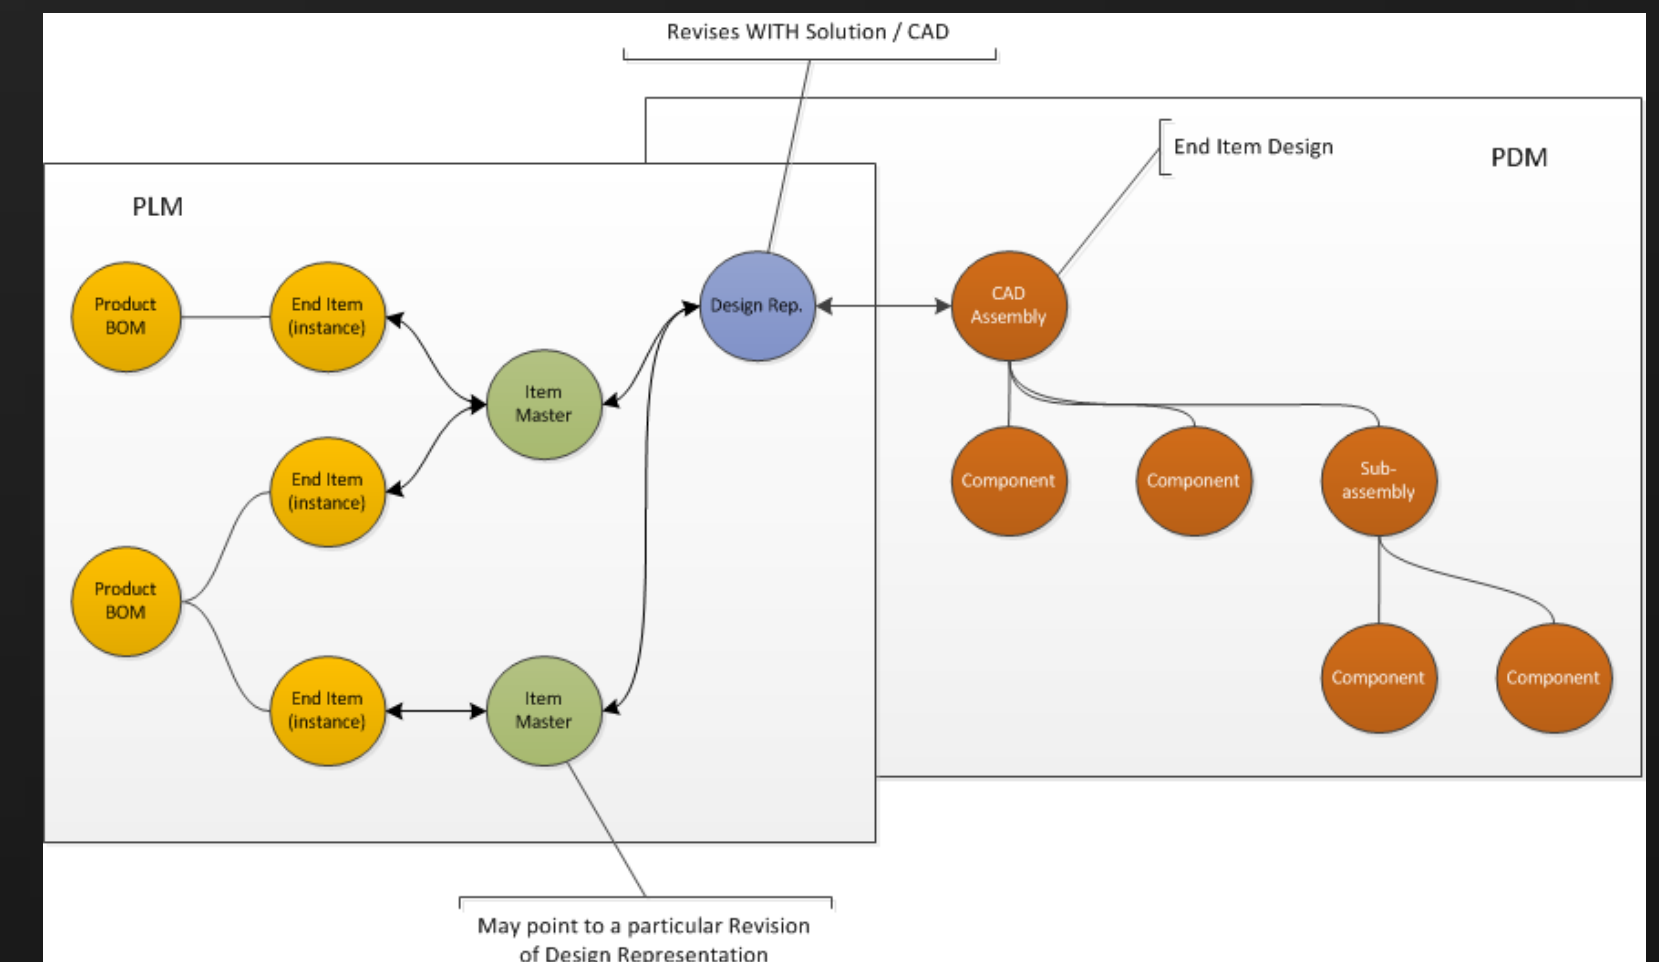 Revises WITH Solution / CAD
End Item Design
PDM
PLM
Product
BOM
End Item
(instance)
Design Rep.
CAD
Assembly
Item
Master
End Item
(instance)
Component
Component
Sub-
assembly
Product
BOM
End Item
(instance)
Item
Master
Component
Component
May point to a particular Revision
of Design Representation